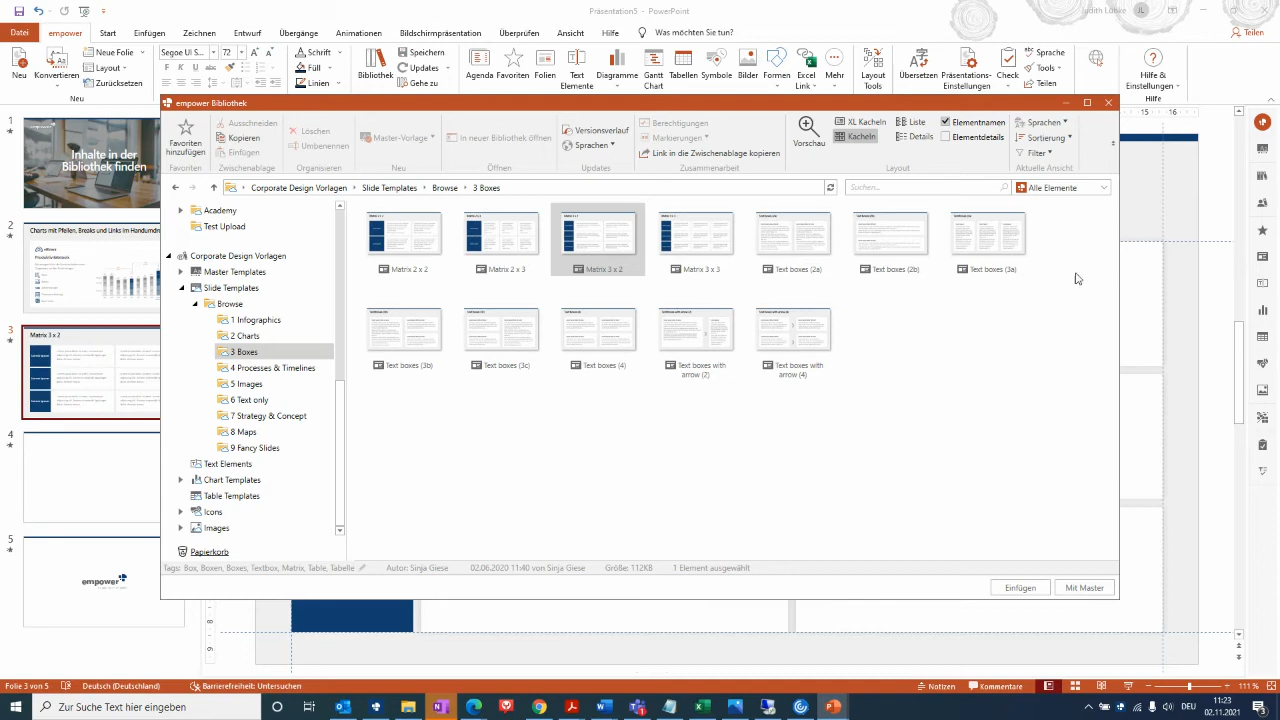 Präsentation5 - PowerPoint
Judith Lübke
JL
Datei
empower
Start
Einfügen
Zeichnen
Entwurf
Übergänge
Animationen
Bildschirmpräsentation
Überprüfen
Ansicht
Hilfe
Was möchten Sie tun?
Teilen
Neu
Konvertieren
Neue Folie
Layout
Zurücksetzen
Neu
Segoe UI S...
72
F K U abc
Schrift
Füll
Linien
Bibliothek
Speichern
Updates
Gehe zu
Agenda
Favoriten
Folien
Text Elemente
Diagramme
Gantt Chart
Tabellen
Symbole
Bilder
Formen
Excel Link
Mehr
Text Tools
Sprache
Tools
Teilen
Übersetzen
Präsentations-Einstellungen
Check
Hilfe & Einstellungen
Hilfe
empower Bibliothek
Favoriten hinzufügen
Favoriten
Ausschneiden
Kopieren
Einfügen
Zwischenablage
Löschen
Umbenennen
Organisieren
Master-Vorlage
Neu
In neuer Bibliothek öffnen
Öffnen
Versionsverlauf
Sprachen
Updates
Berechtigungen
Markierungen
Link in die Zwischenablage kopieren
Zusammenarbeit
Vorschau
XL Kacheln
Kacheln
Liste
Details
Elementnamen
Elementdetails
Layout
Sprachen
Sortierung
Filter
Aktuelle Ansicht
Corporate Design Vorlagen
Slide Templates
Browse
3 Boxes
Suchen...
Alle Elemente
Academy
Test Upload
Corporate Design Vorlagen
Master Templates
Slide Templates
Browse
1 Infographics
2 Charts
3 Boxes
4 Processes & Timelines
5 Images
6 Text only
7 Strategy & Concept
8 Maps
9 Fancy Slides
Text Elements
Chart Templates
Table Templates
Icons
Images
Papierkorb
Matrix 2 x 2
Matrix 2 x 3
Matrix 3 x 2
Matrix 3 x 3
Text boxes (2a)
Text boxes (2b)
Text boxes (3a)
Text boxes (3b)
Text boxes (3c)
Text boxes (4)
Text boxes with arrow (2)
Text boxes with arrow (4)
Tags: Box, Boxen, Boxes, Textbox, Matrix, Table, Tabelle
Autor: Sinja Giese
02.06.2020 11:40 von Sinja Giese
Größe: 112KB
1 Element ausgewählt
Einfügen
Mit Master
1
Inhalte in der
Bibliothek finden
2
Charts mit Pfeilen, Breaks und Links im Handumdre
3
Matrix 3 x 2
4
5
empower
15
16
8
9
Folie 3 von 5
Deutsch (Deutschland)
Barrierefreiheit: Untersuchen
Notizen
Kommentare
111 %
Zur Suche Text hier eingeben
DEU
11:23
02.11.2021